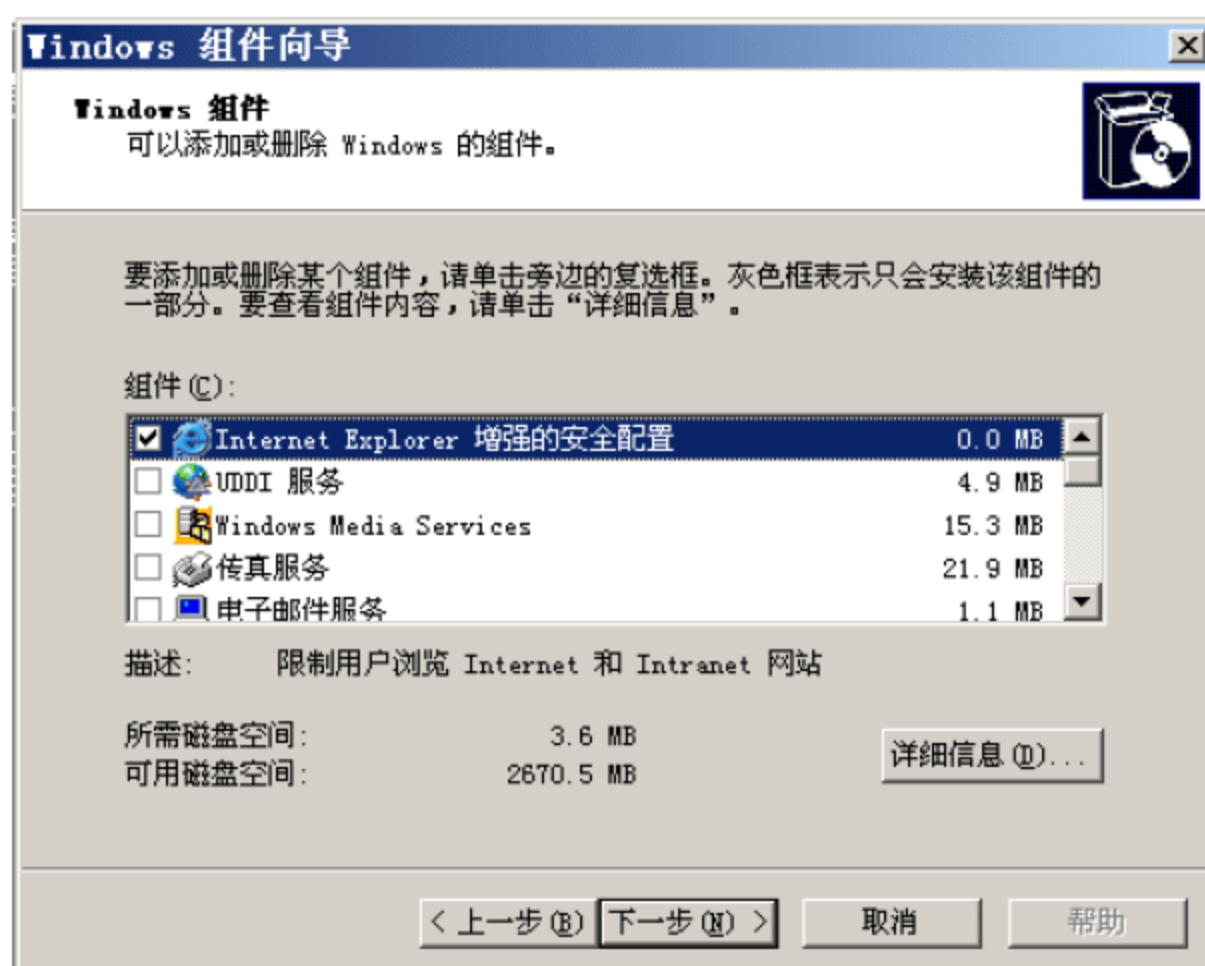 Windows 组件向导
Windows 组件
可以添加或删除 Windows 的组件。
要添加或删除某个组件，请单击旁边的复选框。灰色框表示只会安装该组件的
一部分。要查看组件内容，请单击“详细信息”。
组件(C):
Internet Explorer 增强的安全配置 0.0 MB
UDDI 服务 4.9 MB
Windows Media Services 15.3 MB
传真服务 21.9 MB
电子邮件服务 1.1 MB
描述: 限制用户浏览 Internet 和 Intranet 网站
所需磁盘空间: 3.6 MB
可用磁盘空间: 2670.5 MB
详细信息(D)...
< 上一步(B) 下一步(N) > 取消 帮助